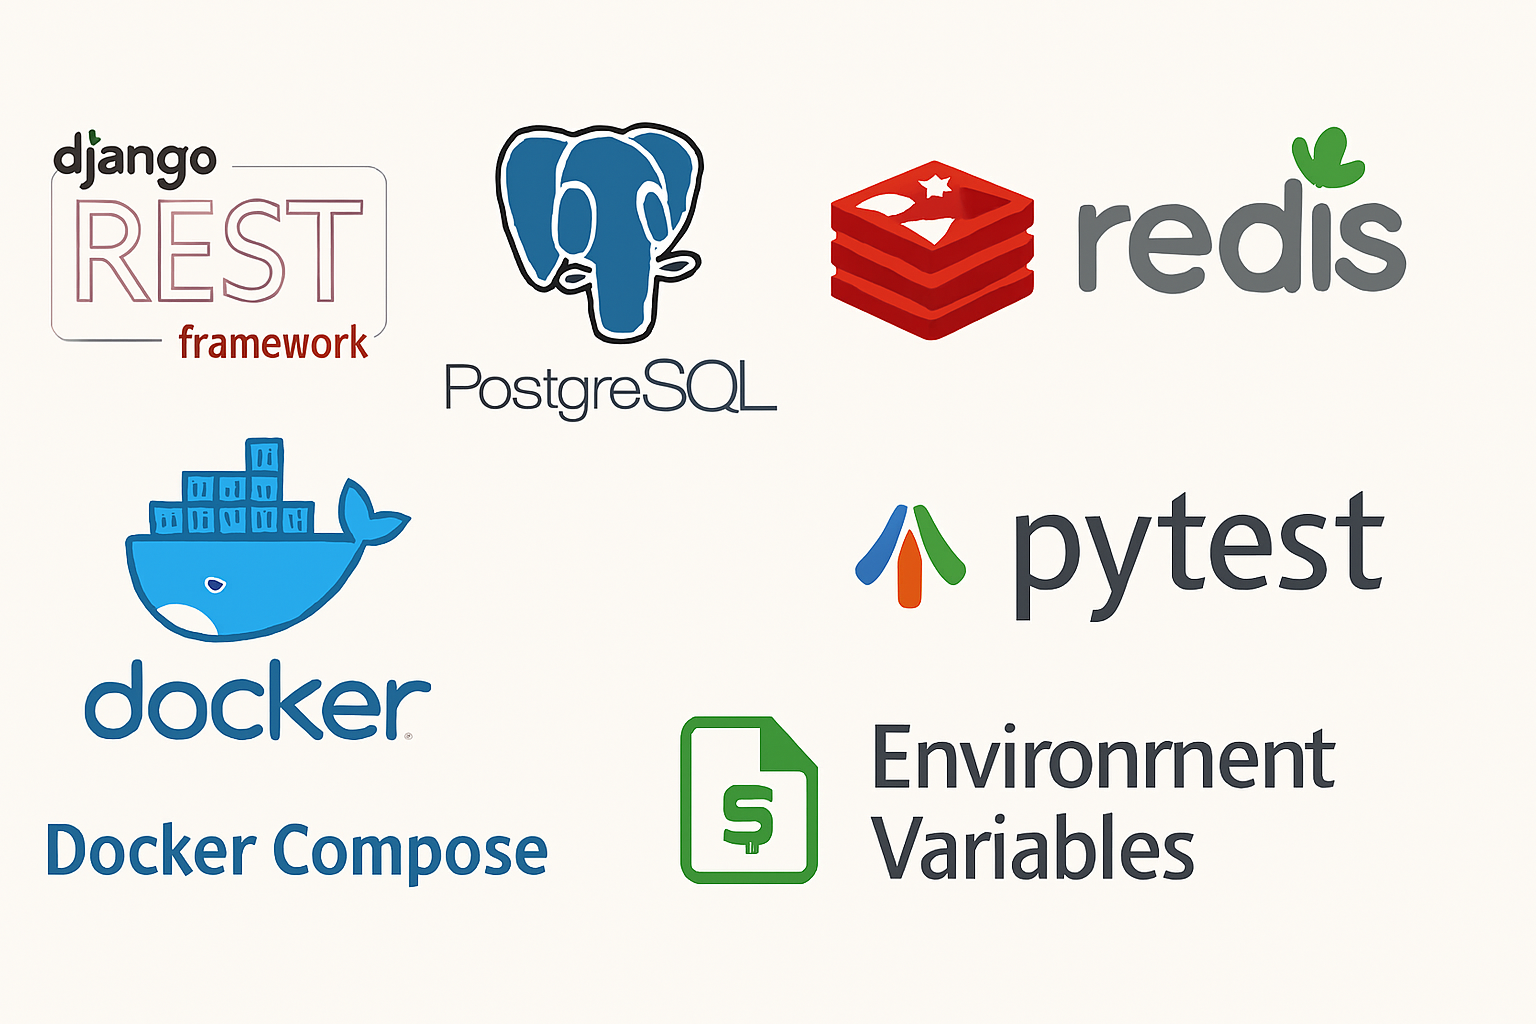 django
REST
framework
PostgreSQL
redis
docker
pytest
Environrnent
Variables
Docker Compose